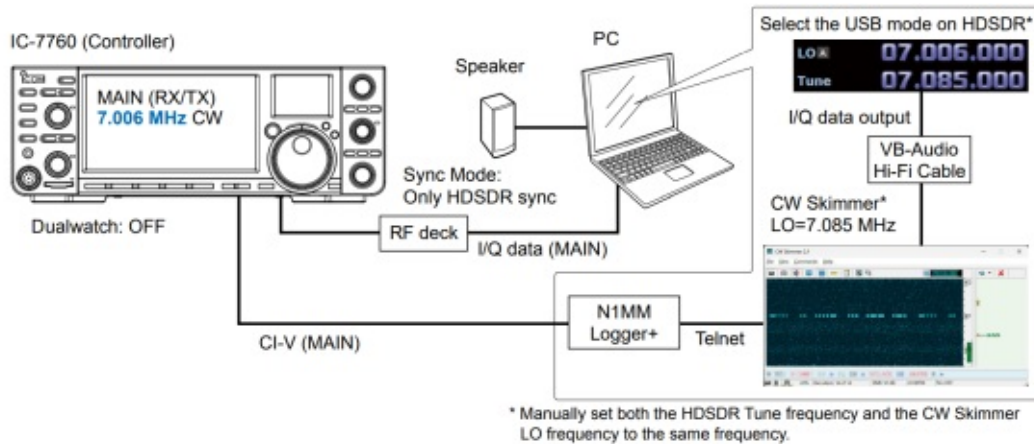 Select the USB mode on HDSDR*
IC-7760 (Controller)
PC
LO A 07.006.000
Tune 07.085.000
Speaker
MAIN (RX/TX)
7.006 MHz CW
I/Q data output
VB-Audio
Hi-Fi Cable
Sync Mode:
Only HDSDR sync
CW Skimmer*
LO=7.085 MHz
Dualwatch: OFF
RF deck
I/Q data (MAIN)
N1MM
Logger+
Telnet
CI-V (MAIN)
* Manually set both the HDSDR Tune frequency and the CW Skimmer
LO frequency to the same frequency.